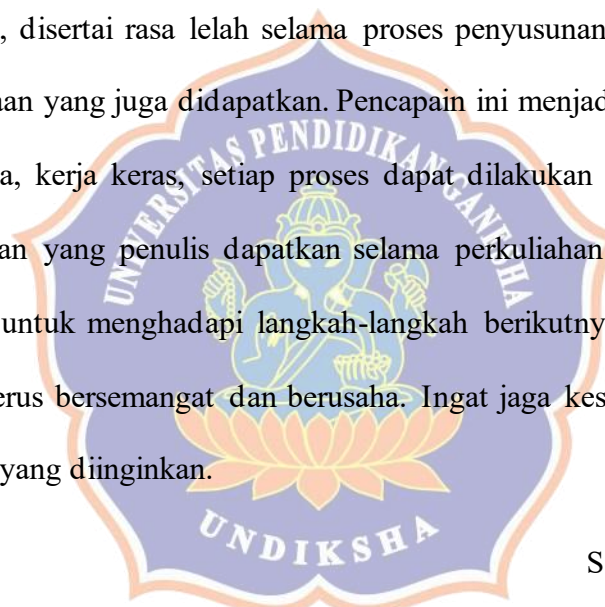 , disertai rasa lelah selama proses penyusunan
aan yang juga didapatkan. Pencapain ini menjad
a, kerja keras, setiap proses dapat dilakukan
an yang penulis dapatkan selama perkuliahan
untuk menghadapi langkah-langkah berikutny
erus bersemangat dan berusaha. Ingat jaga kes
yang diinginkan.
S
UNIVERSITAS PENDIDIKAN GANESHA
UNDIKSHA